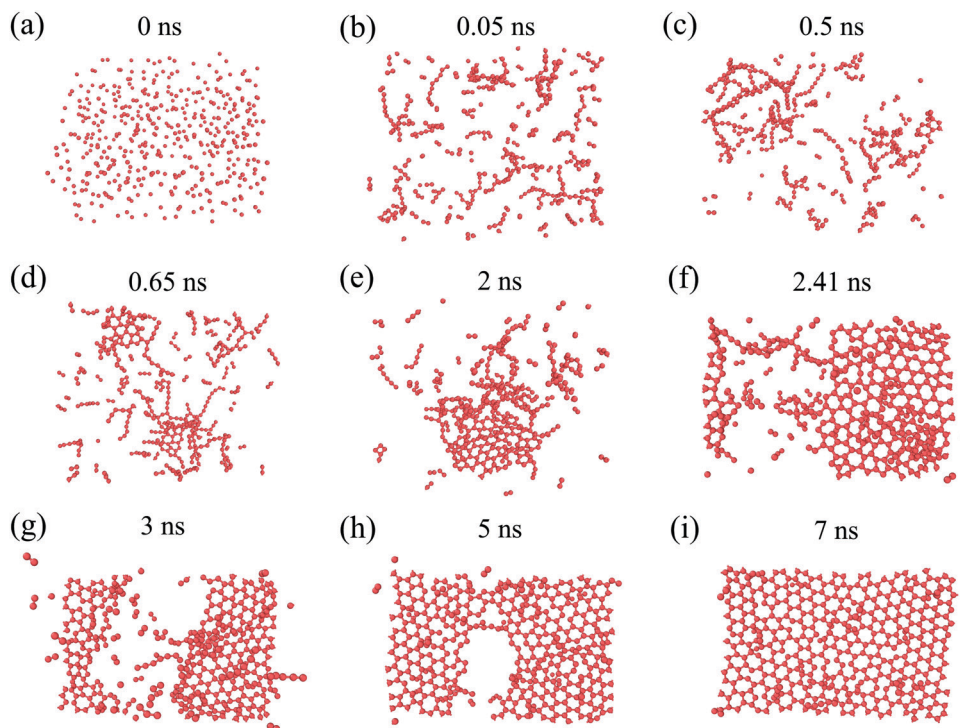 (a) 0 ns
(b) 0.05 ns
(c) 0.5 ns
(d) 0.65 ns
(e) 2 ns
(f) 2.41 ns
(g) 3 ns
(h) 5 ns
(i) 7 ns